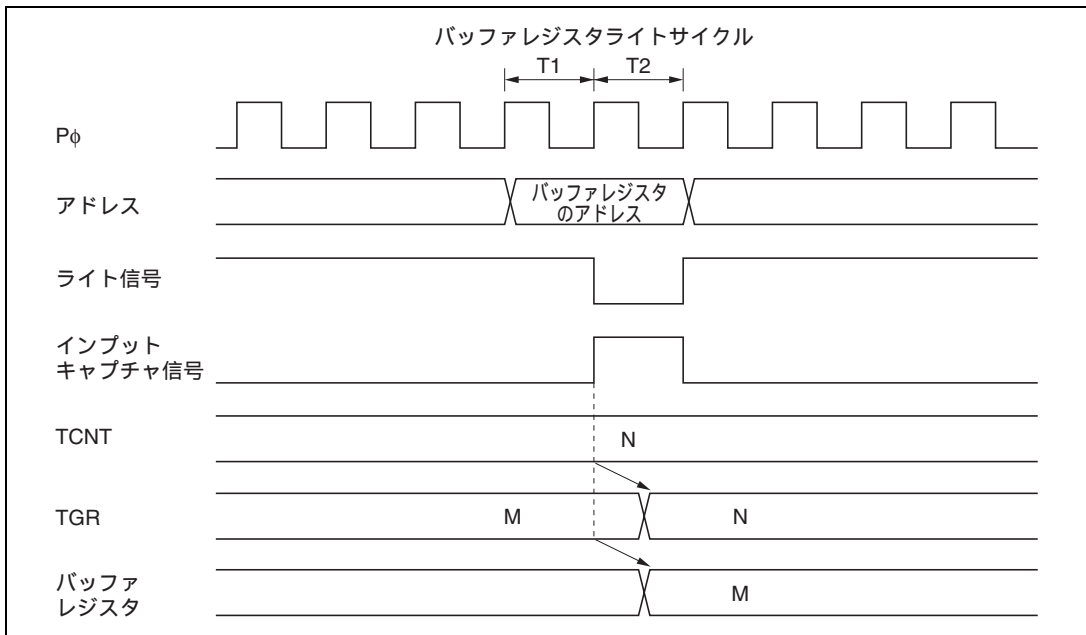 バッファレジスタライトサイクル
T1 T2
Pφ
アドレス
バッファレジスタ
のアドレス
ライト信号
インプット
キャプチャ信号
TCNT
N
TGR
M N
バッファ
レジスタ
M